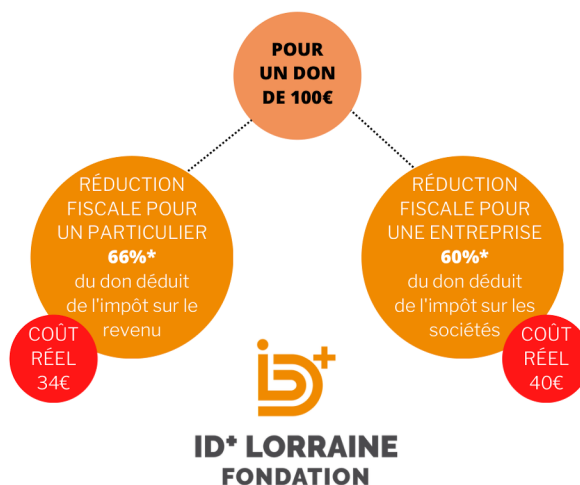 POUR
UN DON
DE 100€
RÉDUCTION
FISCALE POUR
UN PARTICULIER
66%*
du don déduit
de l'impôt sur le
revenu
COÛT
RÉEL
34€
RÉDUCTION
FISCALE POUR
UNE ENTREPRISE
60%*
du don déduit
de l'impôt sur les
sociétés
COÛT
RÉEL
40€
ID+ LORRAINE
FONDATION